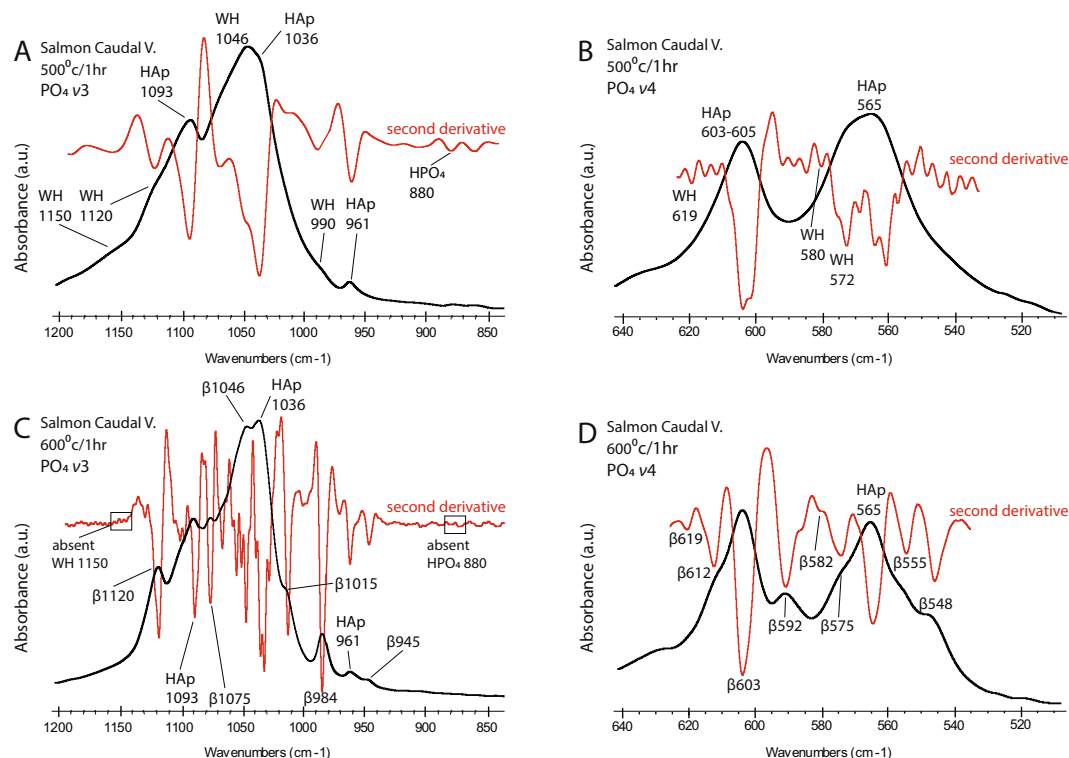 A
Salmon Caudal V.
500⁰c/1hr
PO₄ v3
WH
1046
HAp
1036
HAp
1093
WH
1150
WH
1120
WH
990
HAp
961
second derivative
HPO₄
880
Absorbance (a.u.)
1200 1150 1100 1050 1000 950 900 850
Wavenumbers (cm-1)
B
Salmon Caudal V.
500⁰c/1hr
PO₄ v4
HAp
603-605
HAp
565
second derivative
WH
619
WH
580
WH
572
Absorbance (a.u.)
640 620 600 580 560 540 520
Wavenumbers (cm-1)
C
Salmon Caudal V.
600⁰c/1hr
PO₄ v3
β1046
HAp
1036
second derivative
absent
WH 1150
absent
HPO₄ 880
β1120
β1015
HAp
961
β945
HAp
1093
β1075
β984
Absorbance (a.u.)
1200 1150 1100 1050 1000 950 900 850
Wavenumbers (cm-1)
D
Salmon Caudal V.
600⁰c/1hr
PO₄ v4
HAp
565
second derivative
β619
β612
β582
β555
β592
β575
β548
β603
Absorbance (a.u.)
640 620 600 580 560 540 520
Wavenumbers (cm-1)